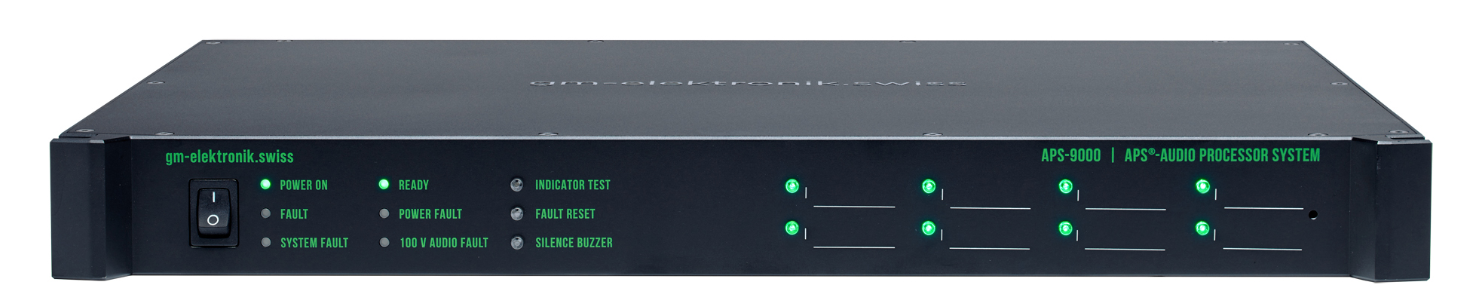 gm-elektronik.swiss
gm-elektronik.swiss
APS-9000 | APS®-AUDIO PROCESSOR SYSTEM
POWER ON
READY
INDICATOR TEST
FAULT
POWER FAULT
FAULT RESET
SYSTEM FAULT
100 V AUDIO FAULT
SILENCE BUZZER